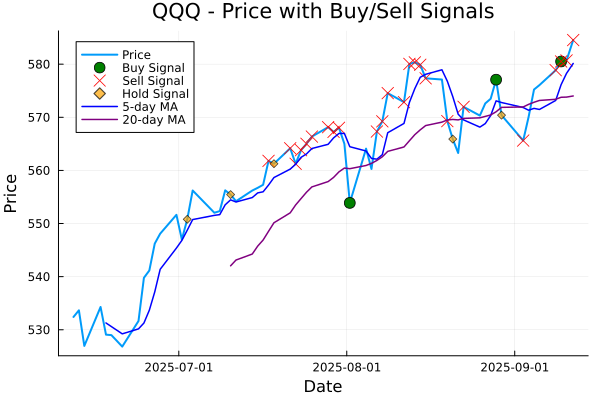 QQQ - Price with Buy/Sell Signals
Price
Buy Signal
Sell Signal
Hold Signal
5-day MA
20-day MA
580
570
560
550
540
530
Price
2025-07-01
2025-08-01
2025-09-01
Date